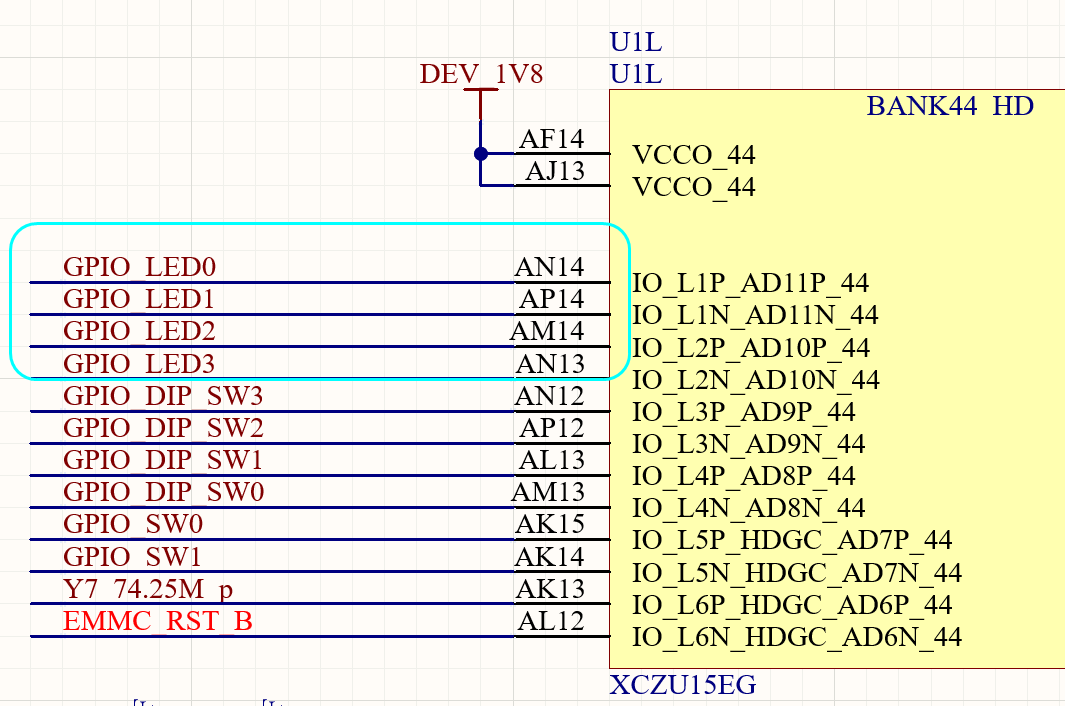 U1L
DEV_1V8 U1L
BANK44 HD
AF14 VCCO_44
AJ13 VCCO_44
GPIO_LED0 AN14 IO_L1P_AD11P_44
GPIO_LED1 AP14 IO_L1N_AD11N_44
GPIO_LED2 AM14 IO_L2P_AD10P_44
GPIO_LED3 AN13 IO_L2N_AD10N_44
GPIO_DIP_SW3 AN12 IO_L3P_AD9P_44
GPIO_DIP_SW2 AP12 IO_L3N_AD9N_44
GPIO_DIP_SW1 AL13 IO_L4P_AD8P_44
GPIO_DIP_SW0 AM13 IO_L4N_AD8N_44
GPIO_SW0 AK15 IO_L5P_HDGC_AD7P_44
GPIO_SW1 AK14 IO_L5N_HDGC_AD7N_44
Y7_74.25M_p AK13 IO_L6P_HDGC_AD6P_44
EMMC_RST_B AL12 IO_L6N_HDGC_AD6N_44
XCZU15EG